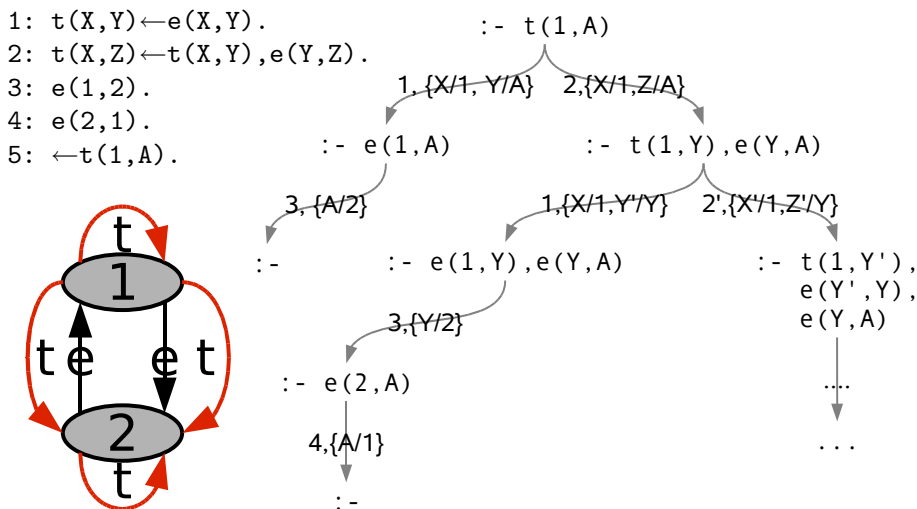 1: t(X,Y)←e(X,Y).
2: t(X,Z)←t(X,Y),e(Y,Z).
3: e(1,2).
4: e(2,1).
5: ←t(1,A).
:- t(1,A)
1, {X/1, Y/A}
2,{X/1,Z/A}
:- e(1,A)
:- t(1,Y),e(Y,A)
3, {A/2}
1,{X/1,Y'/Y}
2',{X'/1,Z'/Y}
:-
:- e(1,Y),e(Y,A)
:- t(1,Y'),
e(Y',Y),
e(Y,A)
3,{Y/2}
:- e(2,A)
....
4,{A/1}
...
:-
t
1
t e e t
2
t